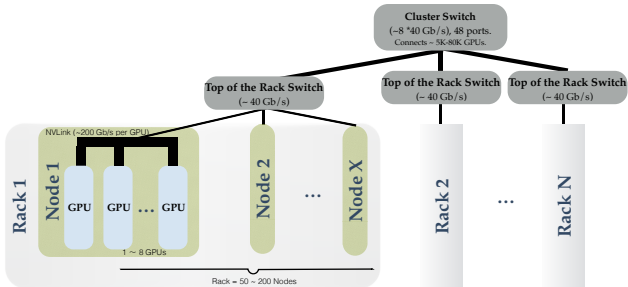 Cluster Switch
(~8 *40 Gb/s), 48 ports.
Connects ~ 5K-80K GPUs.
Top of the Rack Switch
(~ 40 Gb/s)
Top of the Rack Switch
(~ 40 Gb/s)
Top of the Rack Switch
(~ 40 Gb/s)
NVLink (~200 Gb/s per GPU)
Rack 1
Node 1
GPU
GPU
...
GPU
1 ~ 8 GPUs
Node 2
...
Node X
Rack 2
...
Rack N
Rack = 50 ~ 200 Nodes